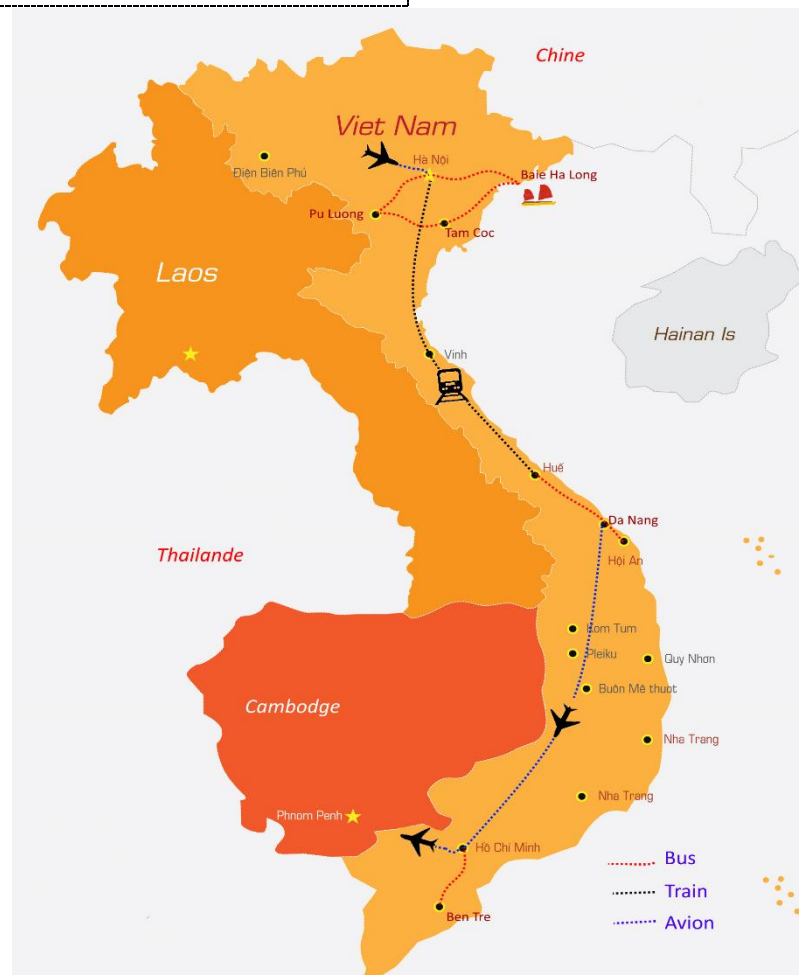 Chine
Viet Nam
Hà Nội
Điện Biên Phủ
Baie Ha Long
Pu Luong
Tam Coc
Laos
Hainan Is
Vinh
Huế
Da Nang
Hội An
Thailande
Kom Tum
Pleiku
Quy Nhơn
Buôn Mê thuot
Cambodge
Nha Trang
Nha Trang
Phnom Penh
Hồ Chí Minh
Bus
Train
Ben Tre
Avion